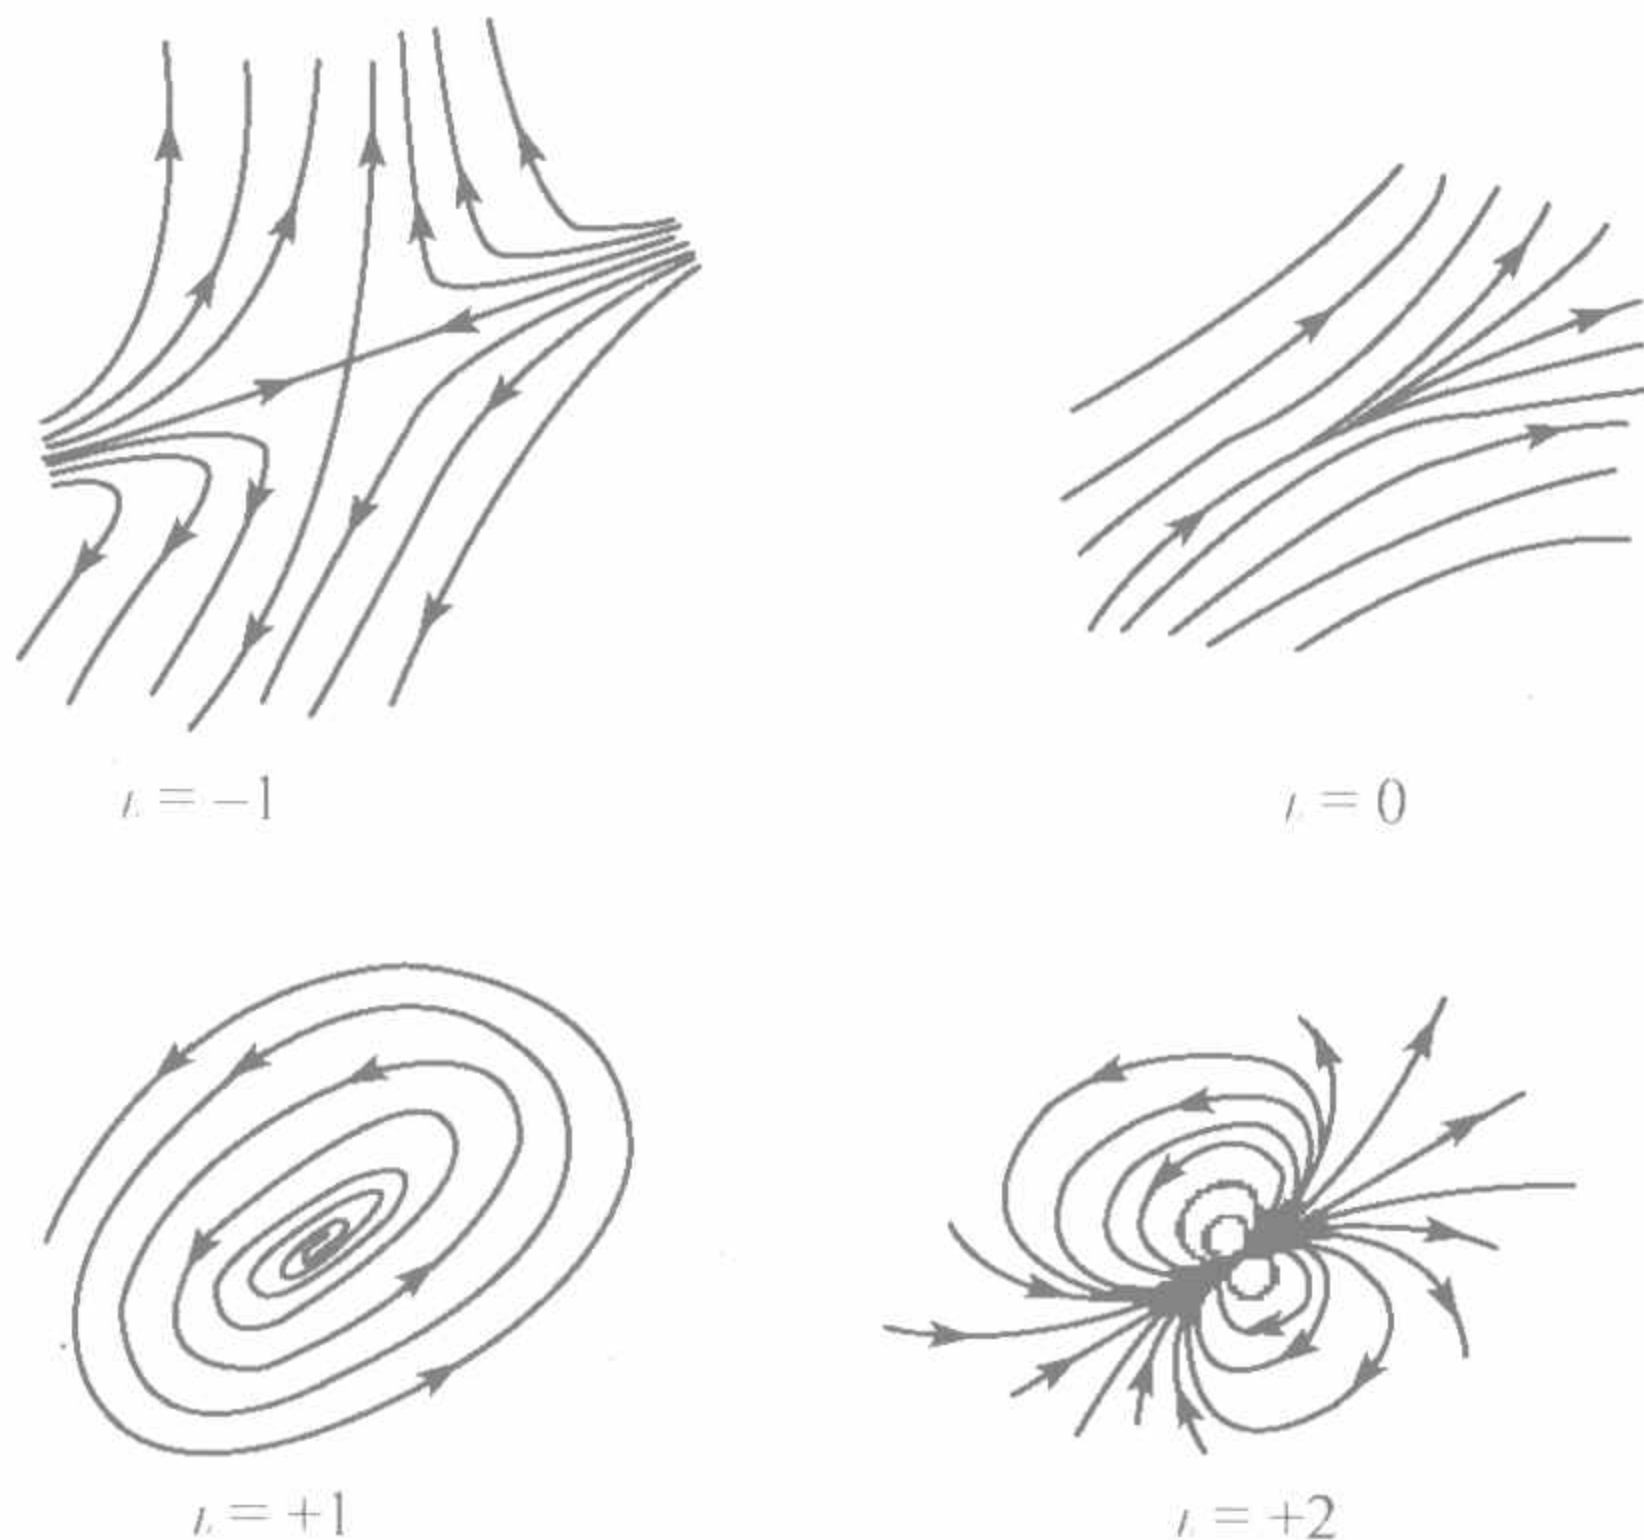 = −1
= 0
= +1
= +2